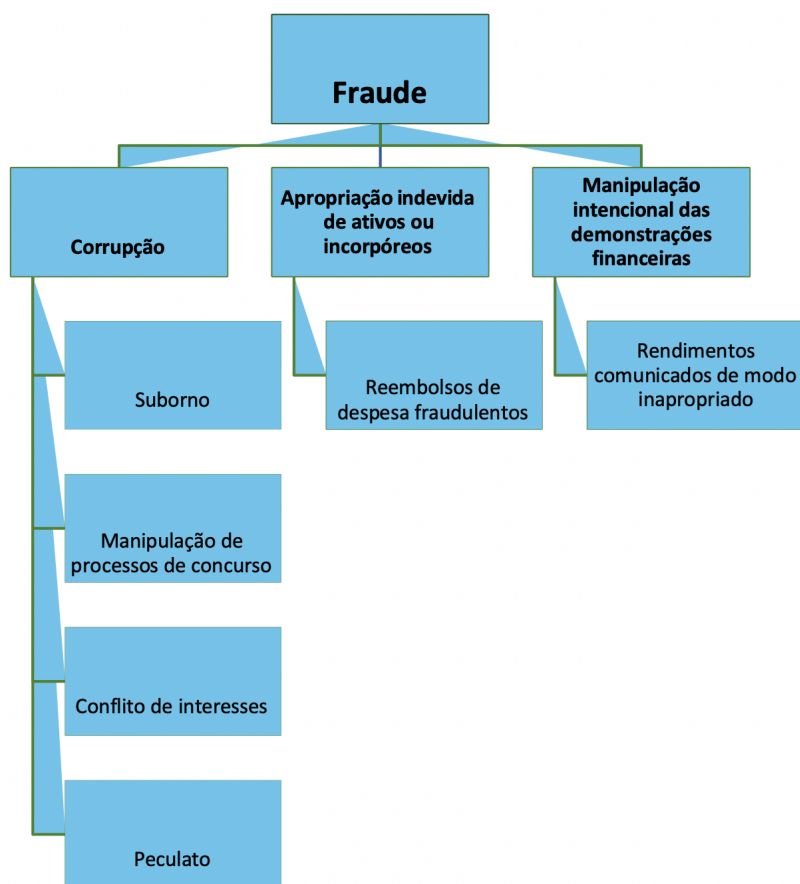 Fraude
Corrupção
Apropriação indevida
de ativos ou
incorpóreos
Manipulação
intencional das
demonstrações
financeiras
Suborno
Reembolsos de
despesa fraudulentos
Rendimentos
comunicados de modo
inapropriado
Manipulação de
processos de concurso
Conflito de interesses
Peculato